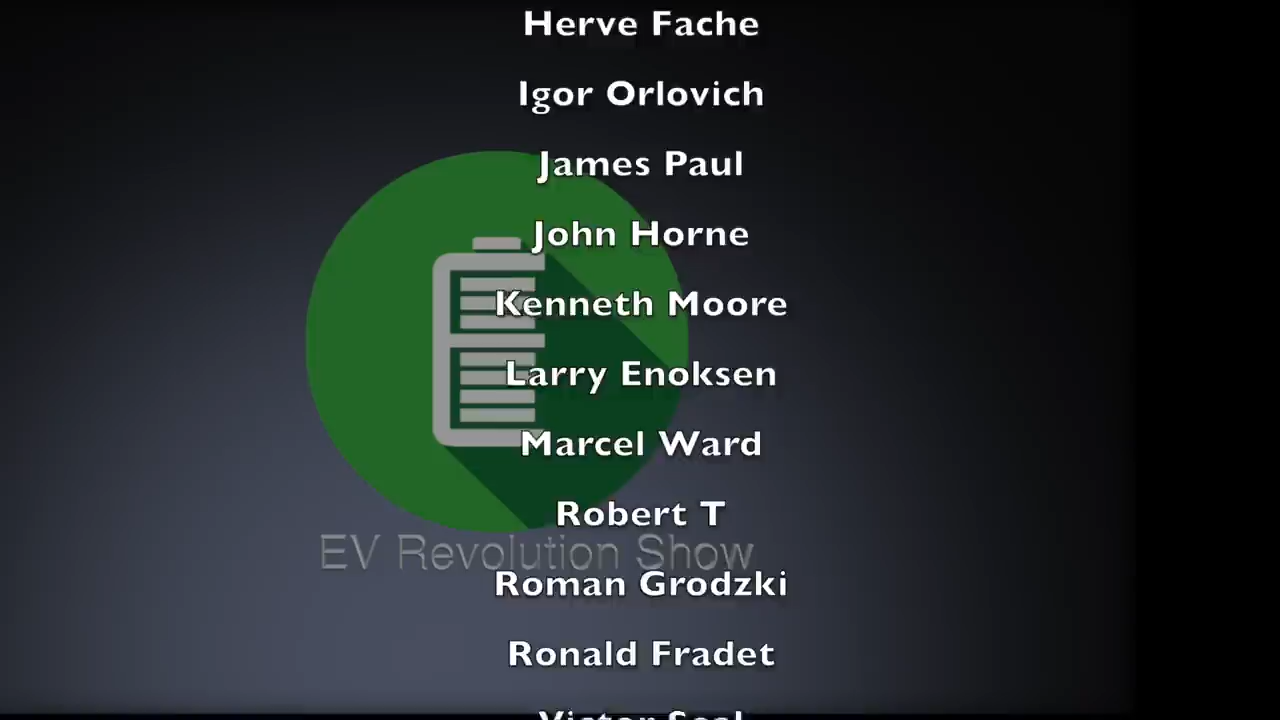 Herve Fache
Igor Orlovich
James Paul
John Horne
Kenneth Moore
Larry Enoksen
Marcel Ward
Robert T
EV Revolution Show
Roman Grodzki
Ronald Fradet
Victor